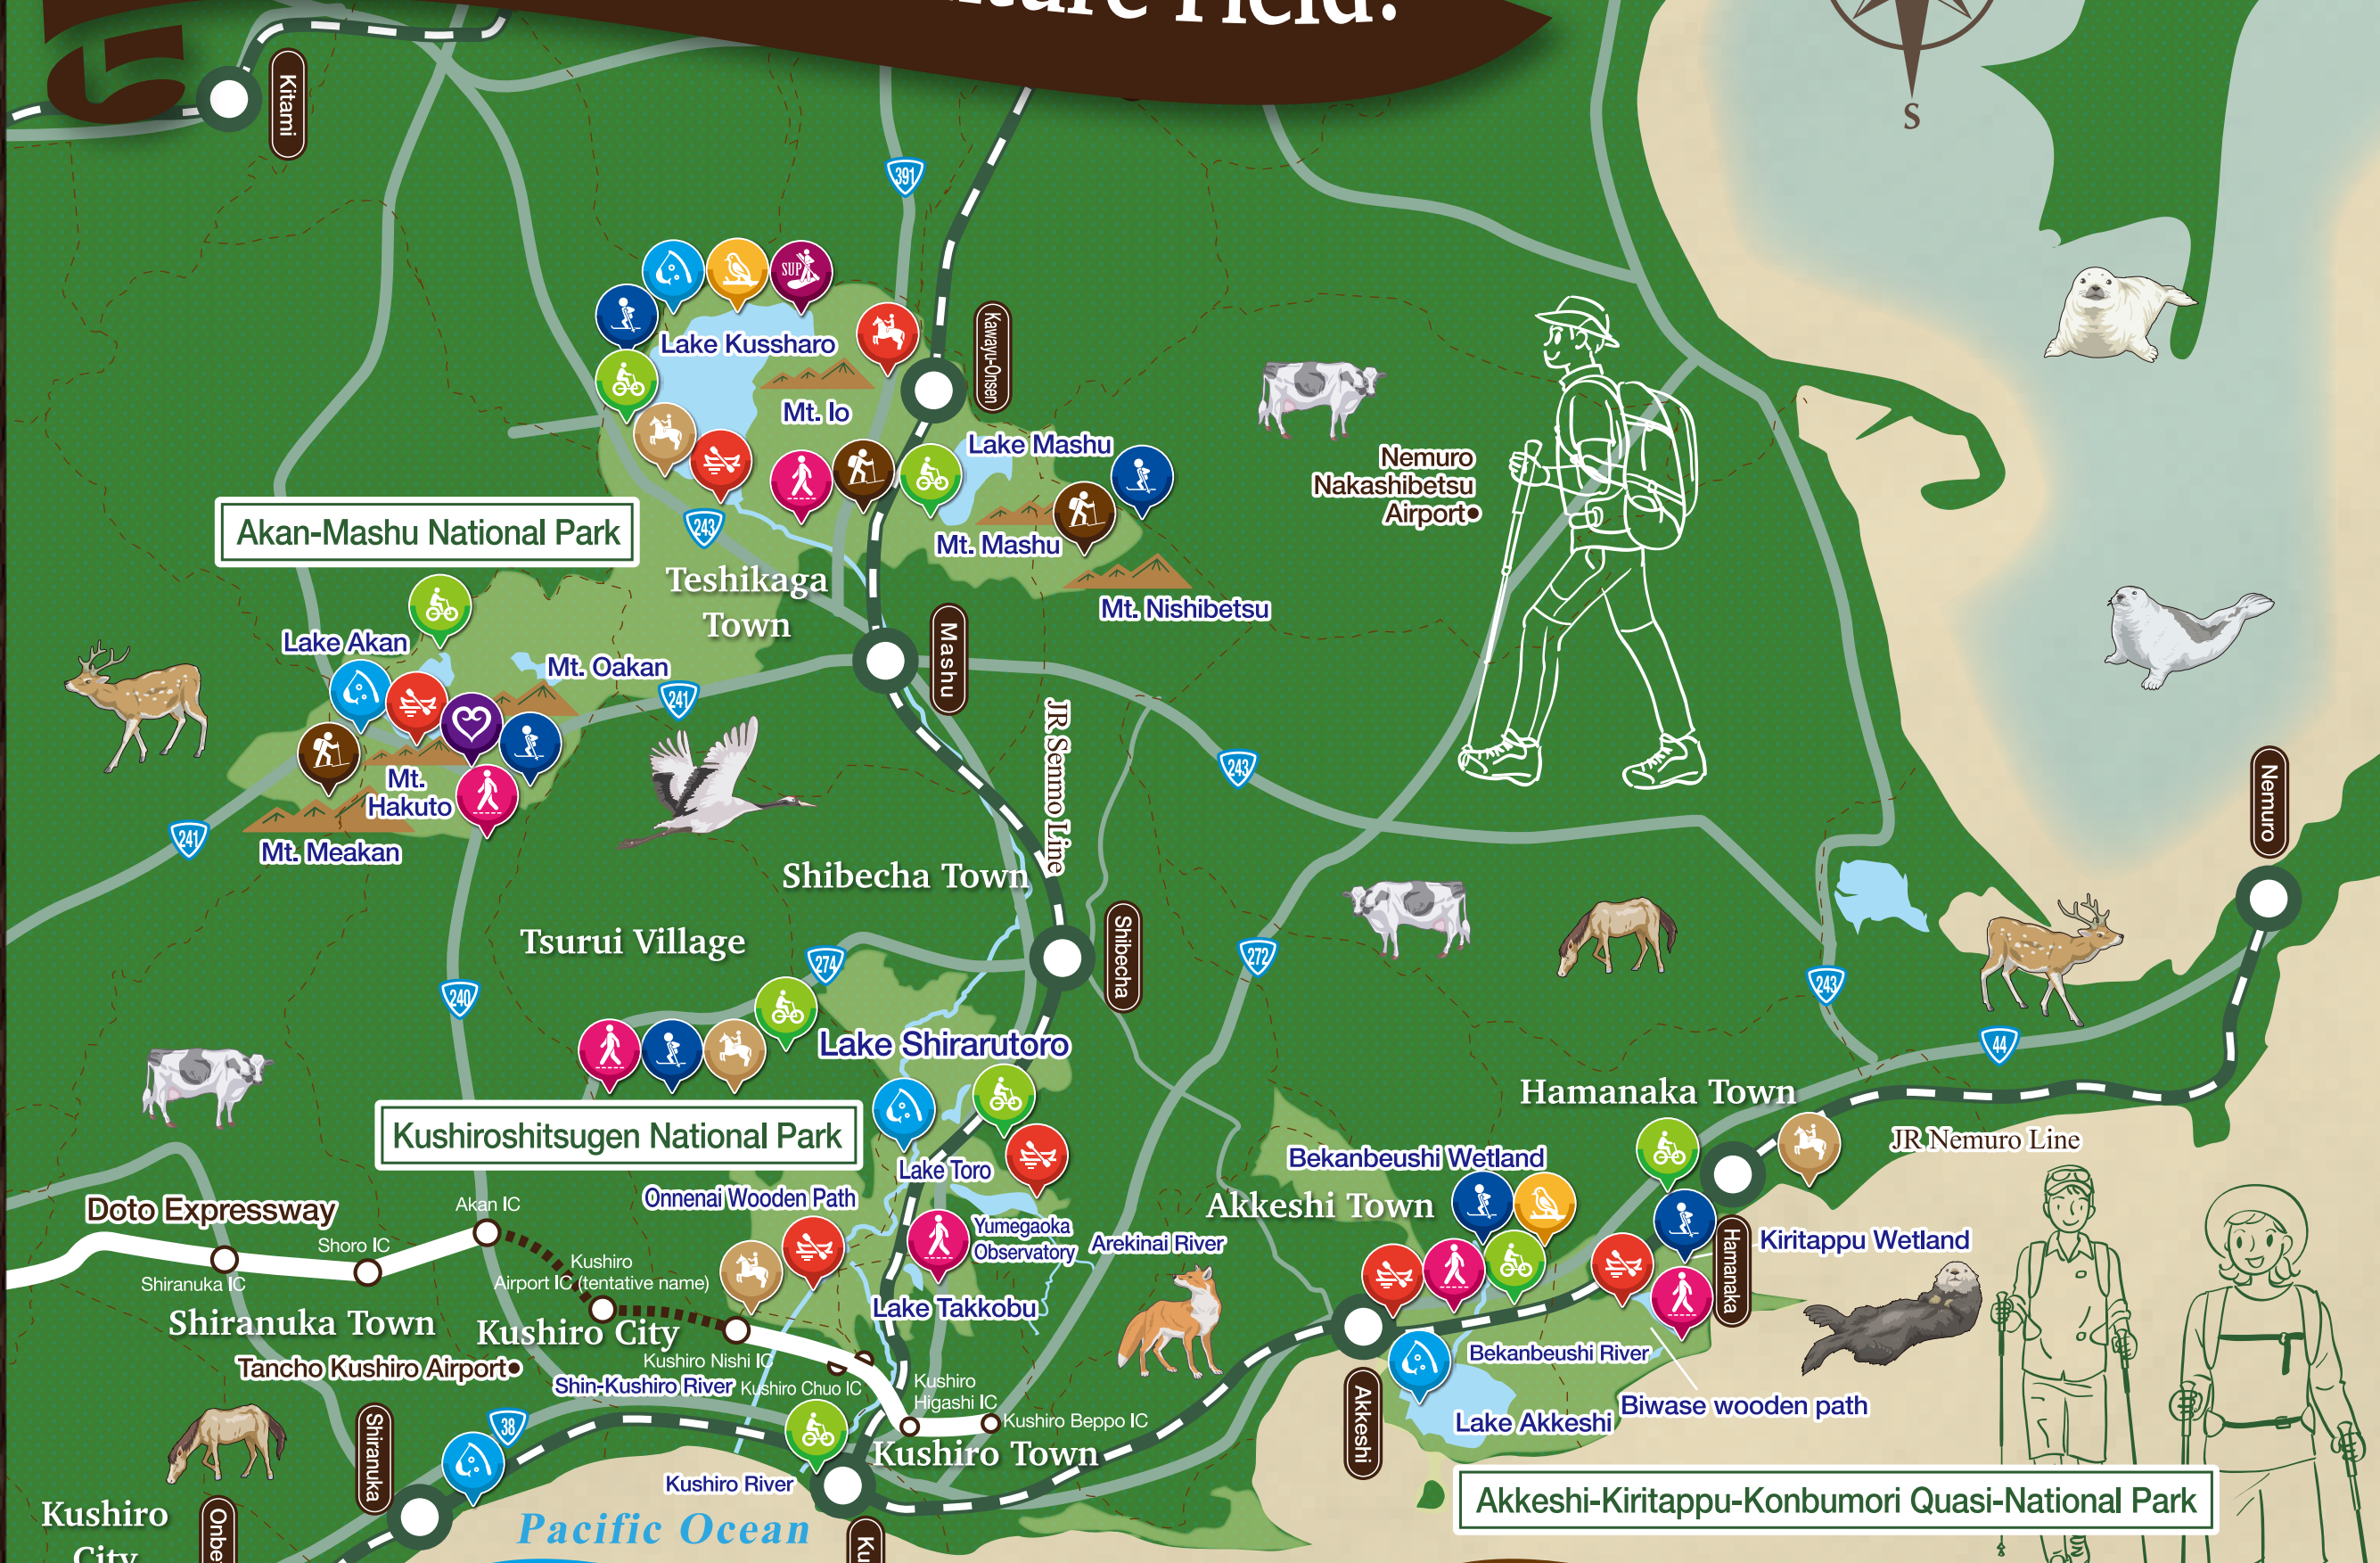 Field!
S
Kitami
391
SUP
Lake Kussharo
Kawayu-Onsen
Mt. Io
Lake Mashu
Nemuro
Nakashibetsu
Airport
Akan-Mashu National Park
243
Mt. Mashu
Teshikaga
Town
Mt. Nishibetsu
Lake Akan
Mt. Oakan
Mashu
241
JR Senmo Line
243
Mt.
Hakuto
241
Mt. Meakan
Nemuro
Shibecha Town
Tsurui Village
Shibecha
274
272
240
243
44
Lake Shirarutoro
Hamanaka Town
Kushiroshitsugen National Park
JR Nemuro Line
Lake Toro
Bekanbeushi Wetland
Onnenai Wooden Path
Akkeshi Town
Doto Expressway
Akan IC
Yumegaoka
Observatory
Arekinai River
Kiritappu Wetland
Shoro IC
Hamanaka
Shiranuka IC
Kushiro
Airport IC (tentative name)
Lake Takkobu
Shiranuka Town
Kushiro City
Kushiro Nishi IC
Bekanbeushi River
Tancho Kushiro Airport
Shin-Kushiro River
Kushiro Chuo IC
Kushiro
Higashi IC
Biwase wooden path
Akkeshi
Lake Akkeshi
Kushiro Beppo IC
Shiranuka
38
Kushiro Town
Kushiro River
Akkeshi-Kiritappu-Konbumori Quasi-National Park
Kushiro
City
Pacific Ocean